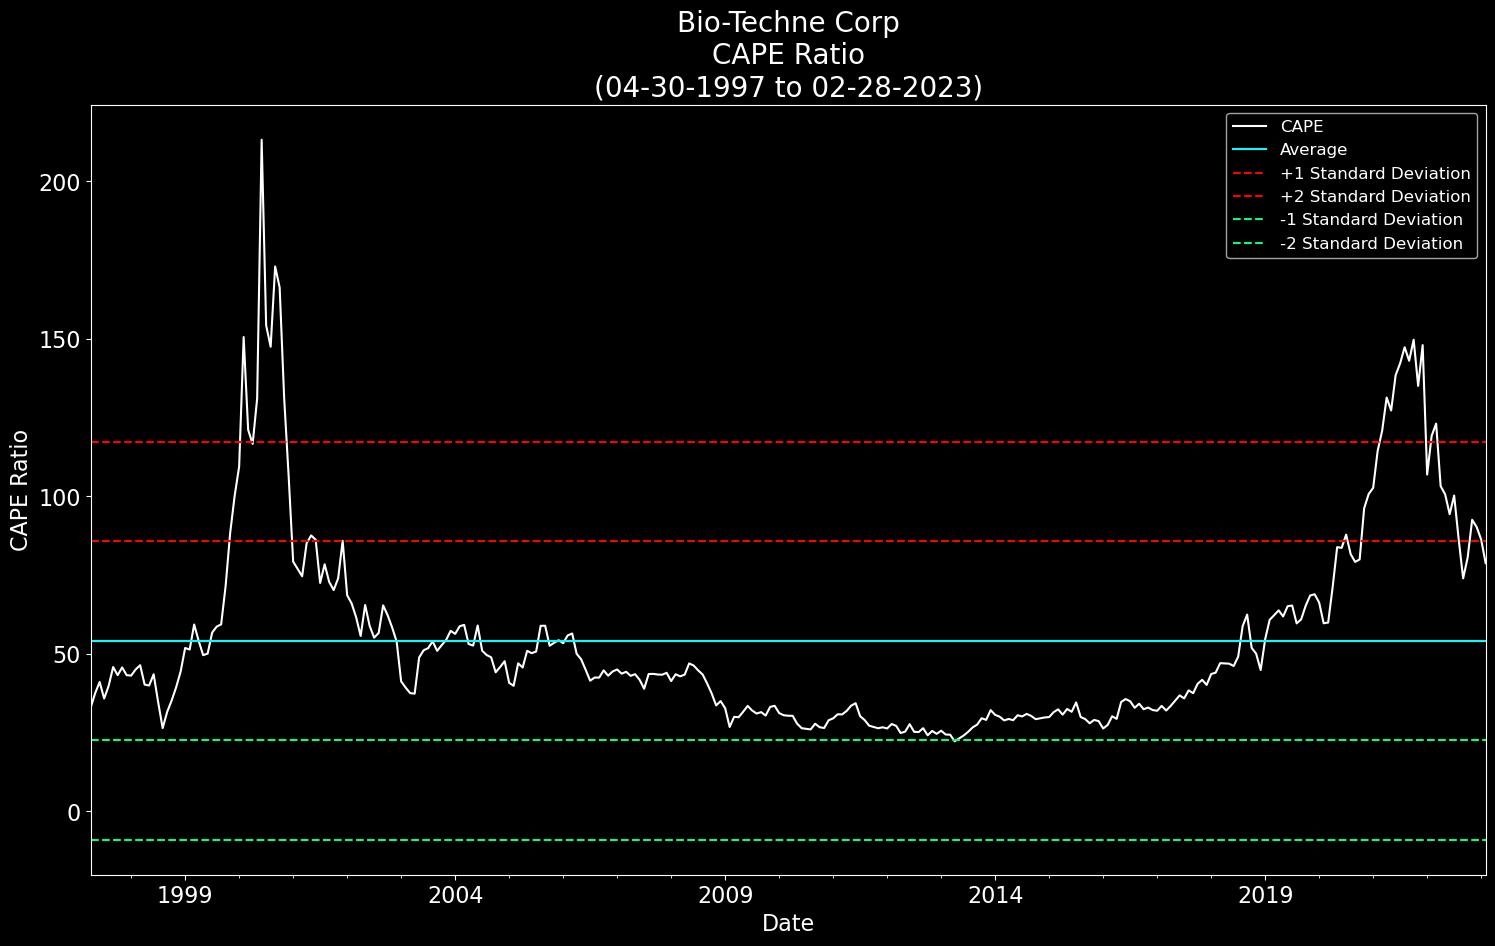 Bio-Techne Corp
CAPE Ratio
(04-30-1997 to 02-28-2023)
CAPE
Average
+1 Standard Deviation
+2 Standard Deviation
-1 Standard Deviation
-2 Standard Deviation
200
150
100
50
0
CAPE Ratio
1999 2004 2009 2014 2019
Date